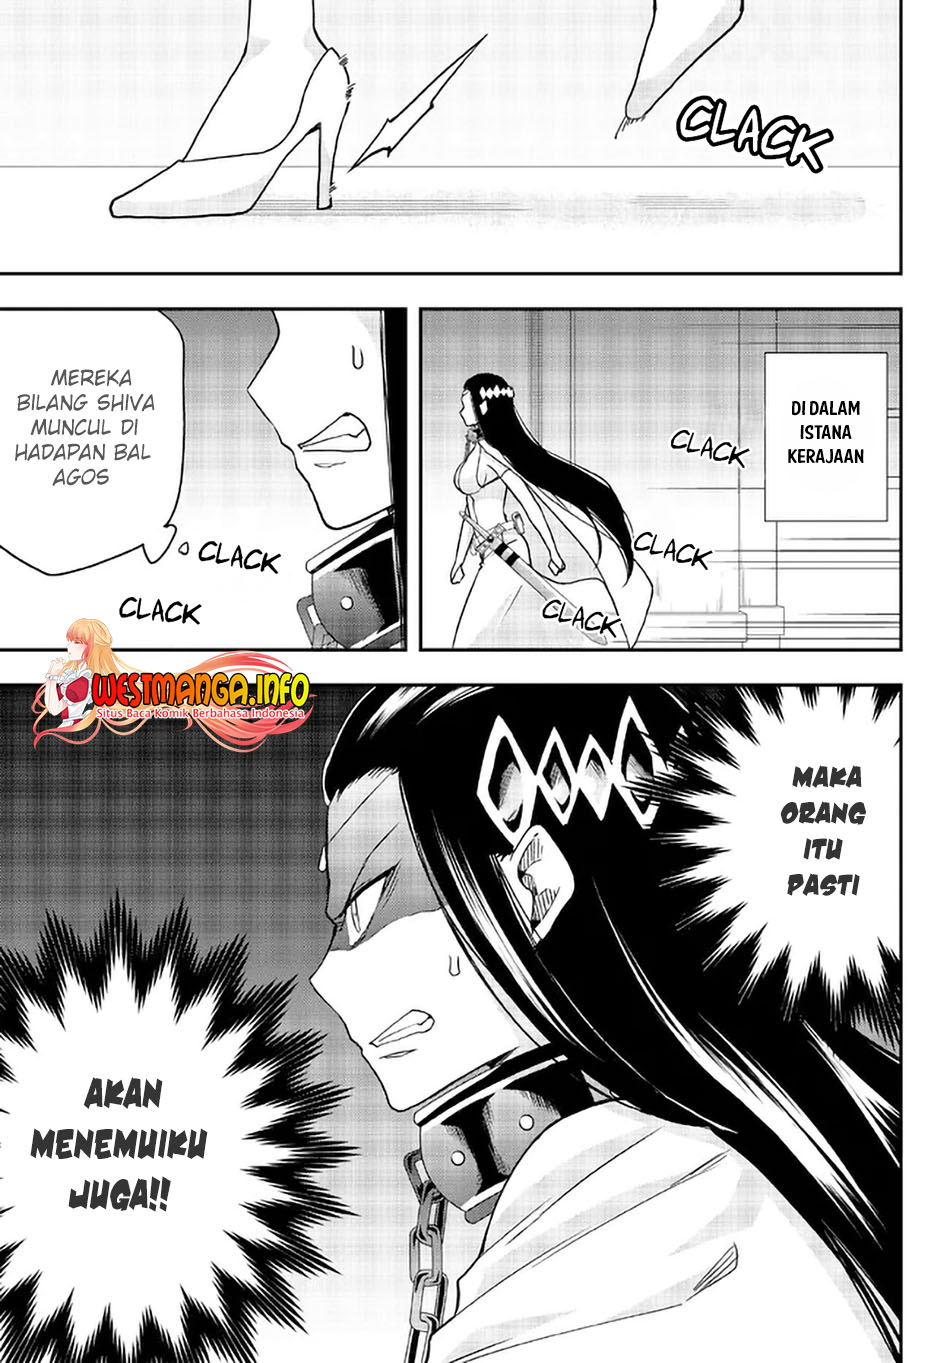 CLACK
DI DALAM
ISTANA
KERAJAAN
CLACK
CLACK
CLACK
MEREKA
BILANG SHIVA
MUNCUL DI
HADAPAN BAL
AGOS
CLACK
CLACK
WESTMANGA.INFO
Situs Baca Komik Berbahasa Indonesia
MAKA
ORANG
ITU
PASTI
AKAN
MENEMUIKU
JUGA!!